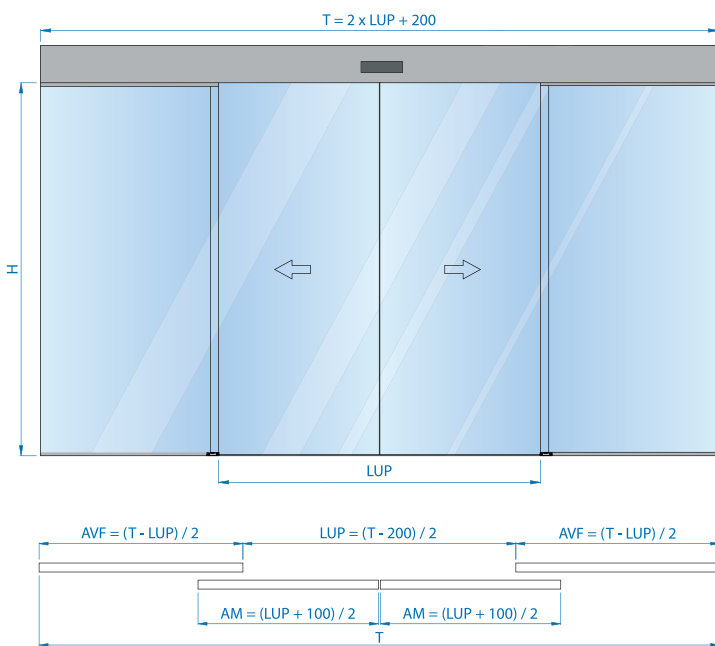 T = 2 x LUP + 200
H
LUP
AVF = (T - LUP) / 2
LUP = (T - 200) / 2
AVF = (T - LUP) / 2
AM = (LUP + 100) / 2
AM = (LUP + 100) / 2
T